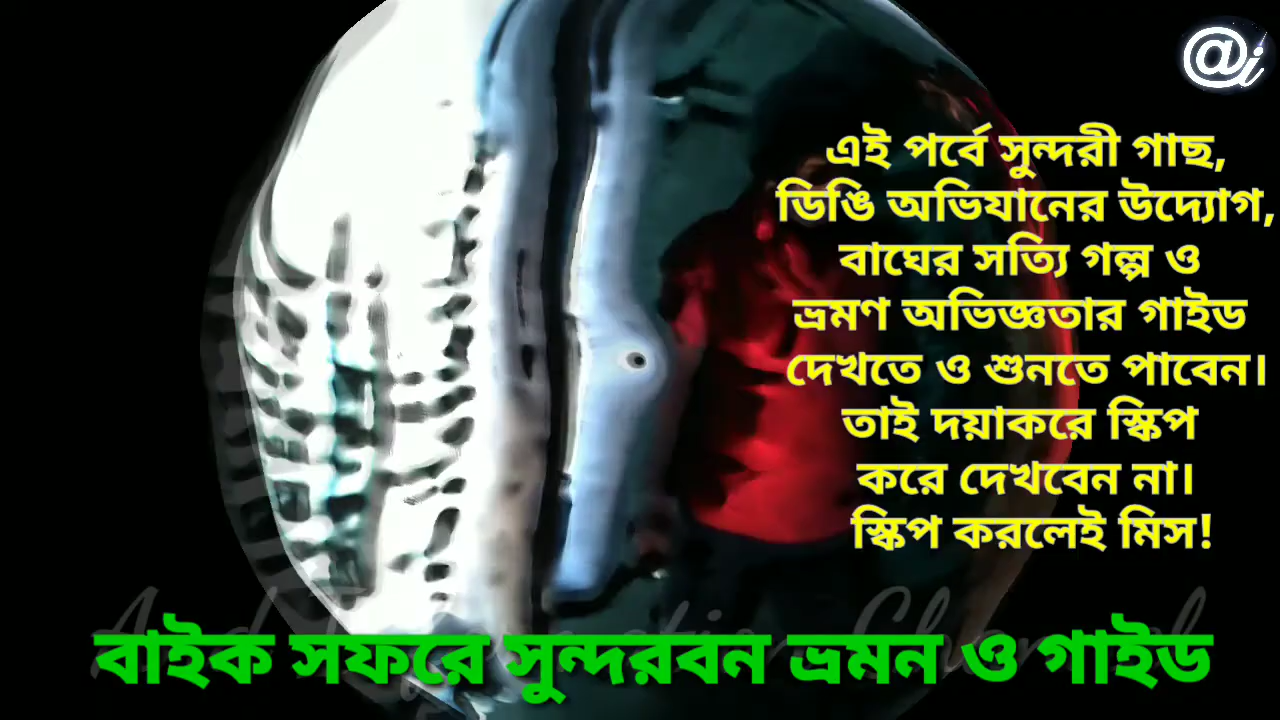 @i
এই পর্বে সুন্দরী গাছ,
ডিঙি অভিযানের উদ্যোগ,
বাঘের সত্যি গল্প ও
ভ্রমণ অভিজ্ঞতার গাইড
দেখতে ও শুনতে পাবেন।
তাই দয়াকরে স্কিপ
করে দেখবেন না।
স্কিপ করলেই মিস!
বাইক সফরে সুন্দরবন ভ্রমন ও গাইড